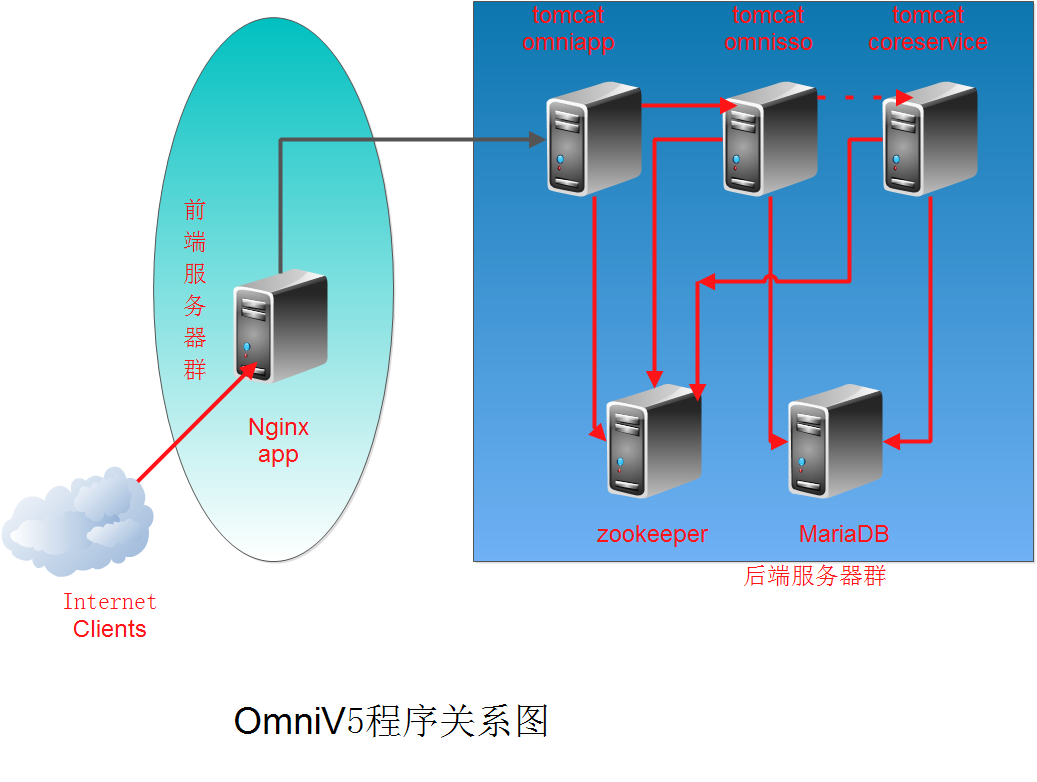 tomcat
omniapp
tomcat
omnisso
tomcat
coreservice
前
端
服
务
器
群
Nginx
app
zookeeper
MariaDB
后端服务器群
Internet
Clients
OmniV5程序关系图